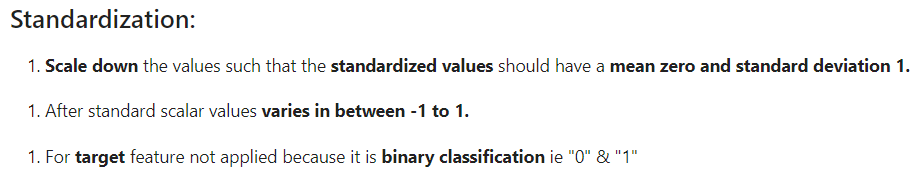 Standardization:
1. Scale down the values such that the standardized values should have a mean zero and standard deviation 1.
1. After standard scalar values varies in between -1 to 1.
1. For target feature not applied because it is binary classification ie "0" & "1"